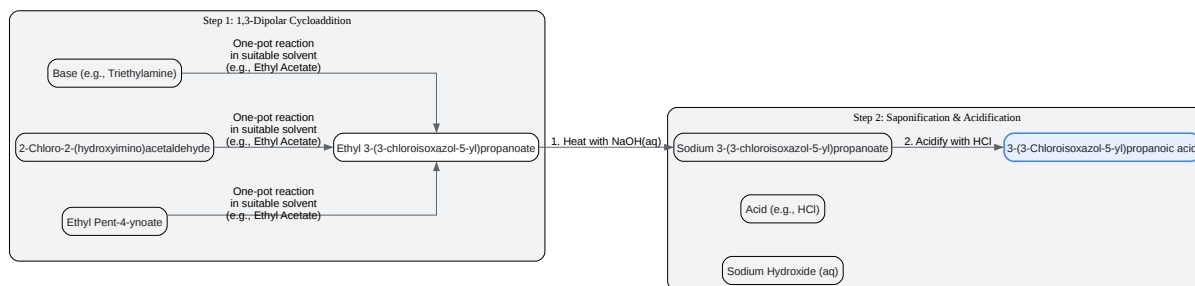 Step 1: 1,3-Dipolar Cycloaddition
One-pot reaction
in suitable solvent
(e.g., Ethyl Acetate)
Base (e.g., Triethylamine)
One-pot reaction
in suitable solvent
(e.g., Ethyl Acetate)
2-Chloro-2-(hydroxyimino)acetaldehyde
Ethyl 3-(3-chloroisoxazol-5-yl)propanoate
One-pot reaction
in suitable solvent
(e.g., Ethyl Acetate)
Ethyl Pent-4-ynoate
1. Heat with NaOH(aq)
Step 2: Saponification & Acidification
Sodium 3-(3-chloroisoxazol-5-yl)propanoate
2. Acidify with HCl
3-(3-Chloroisoxazol-5-yl)propanoic acid
Acid (e.g., HCl)
Sodium Hydroxide (aq)